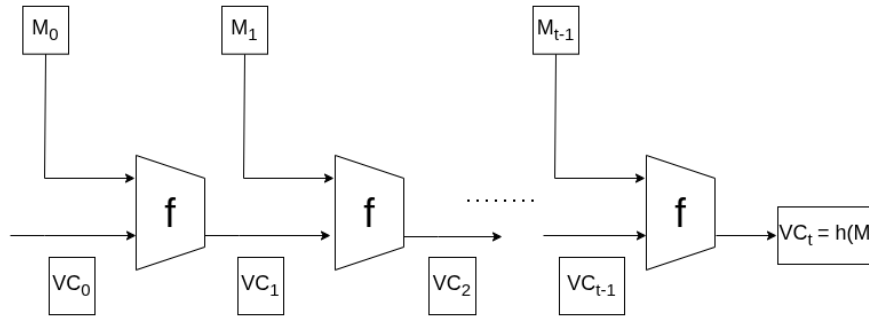 M₀
M₁
Mₜ₋₁
f
f
........
f
VCₜ = h(M
VC₀
VC₁
VC₂
VCₜ₋₁